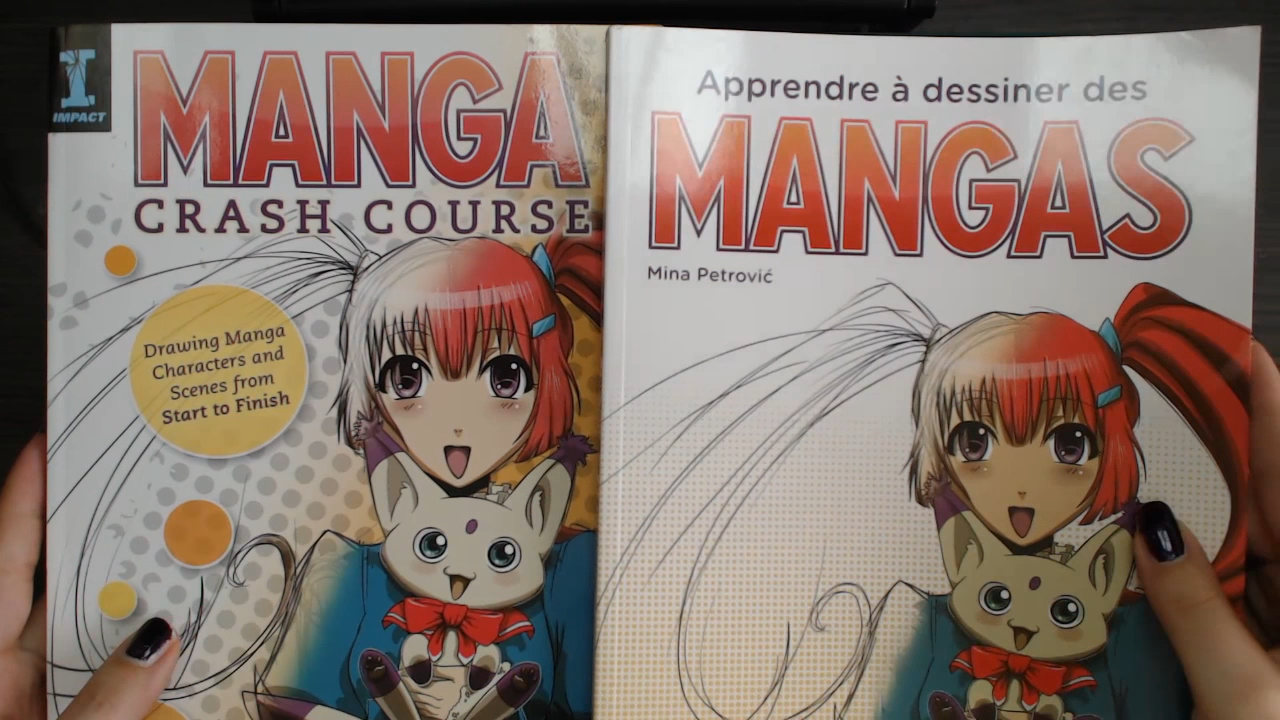 IMPACT
MANGA
CRASH COURSE
Drawing Manga
Characters and
Scenes from
Start to Finish
Apprendre à dessiner des
MANGAS
Mina Petrović